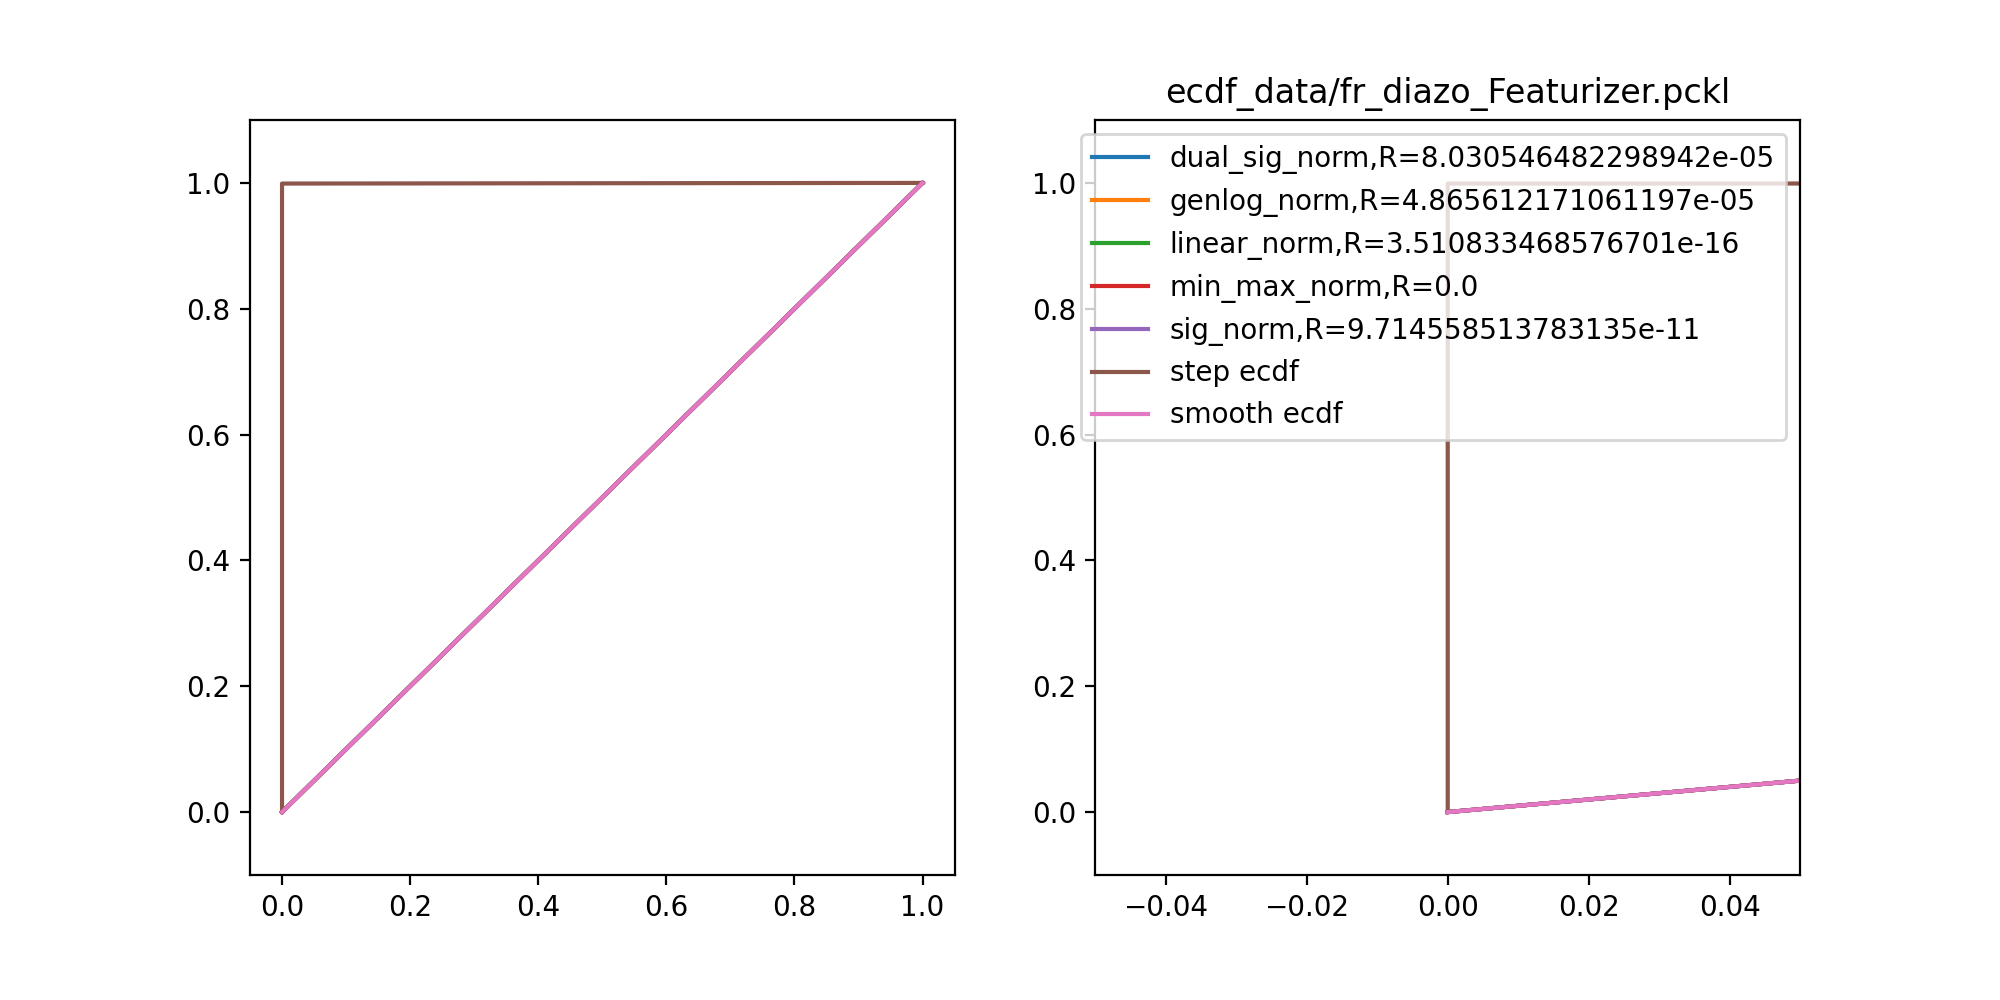 ecdf_data/fr_diazo_Featurizer.pckl
1.0
0.8
0.6
0.4
0.2
0.0
0.0 0.2 0.4 0.6 0.8 1.0
1.0
0.8
0.6
0.4
0.2
0.0
−0.04 −0.02 0.00 0.02 0.04
dual_sig_norm,R=8.030546482298942e-05
genlog_norm,R=4.865612171061197e-05
linear_norm,R=3.510833468576701e-16
min_max_norm,R=0.0
sig_norm,R=9.714558513783135e-11
step ecdf
smooth ecdf